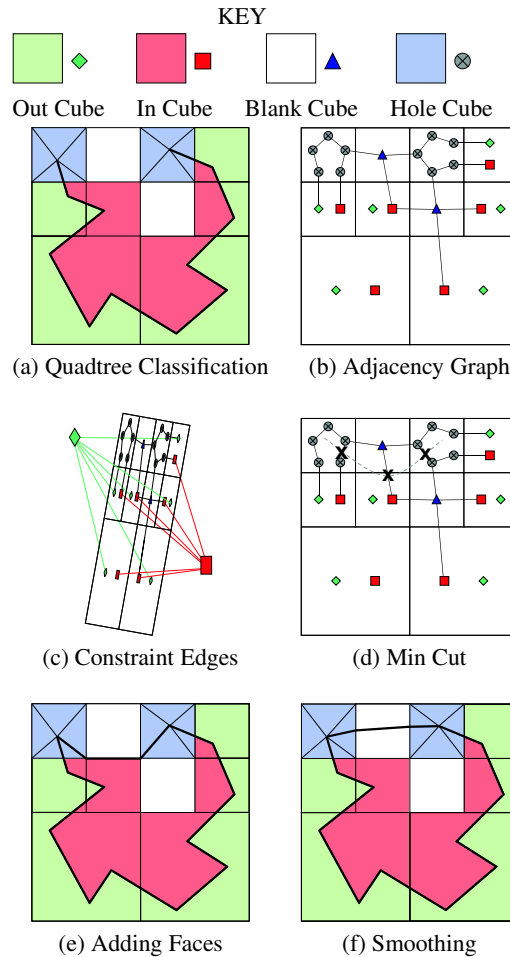 KEY
Out Cube In Cube Blank Cube Hole Cube
(a) Quadtree Classification (b) Adjacency Graph
(c) Constraint Edges (d) Min Cut
X X X
(e) Adding Faces (f) Smoothing